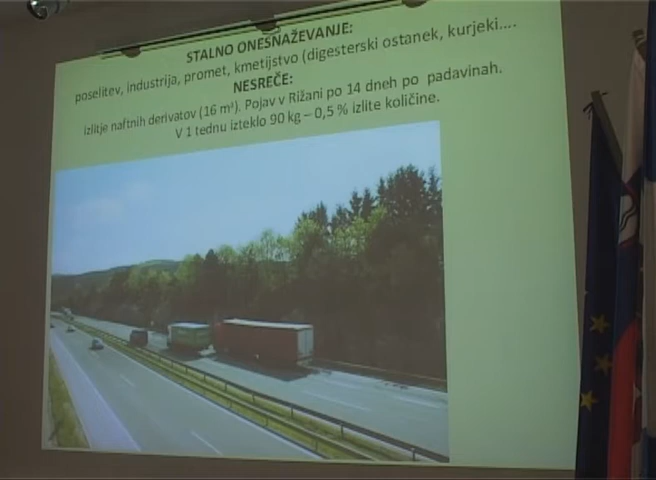 STALNO ONESNAŽEVANJE:
poselitev, industrija, promet, kmetijstvo (digesterski ostanek, kurjeki....
NESREČE:
izlitje naftnih derivatov (16 m³). Pojav v Rižani po 14 dneh po padavinah.
V 1 tednu izteklo 90 kg – 0,5 % izlite količine.